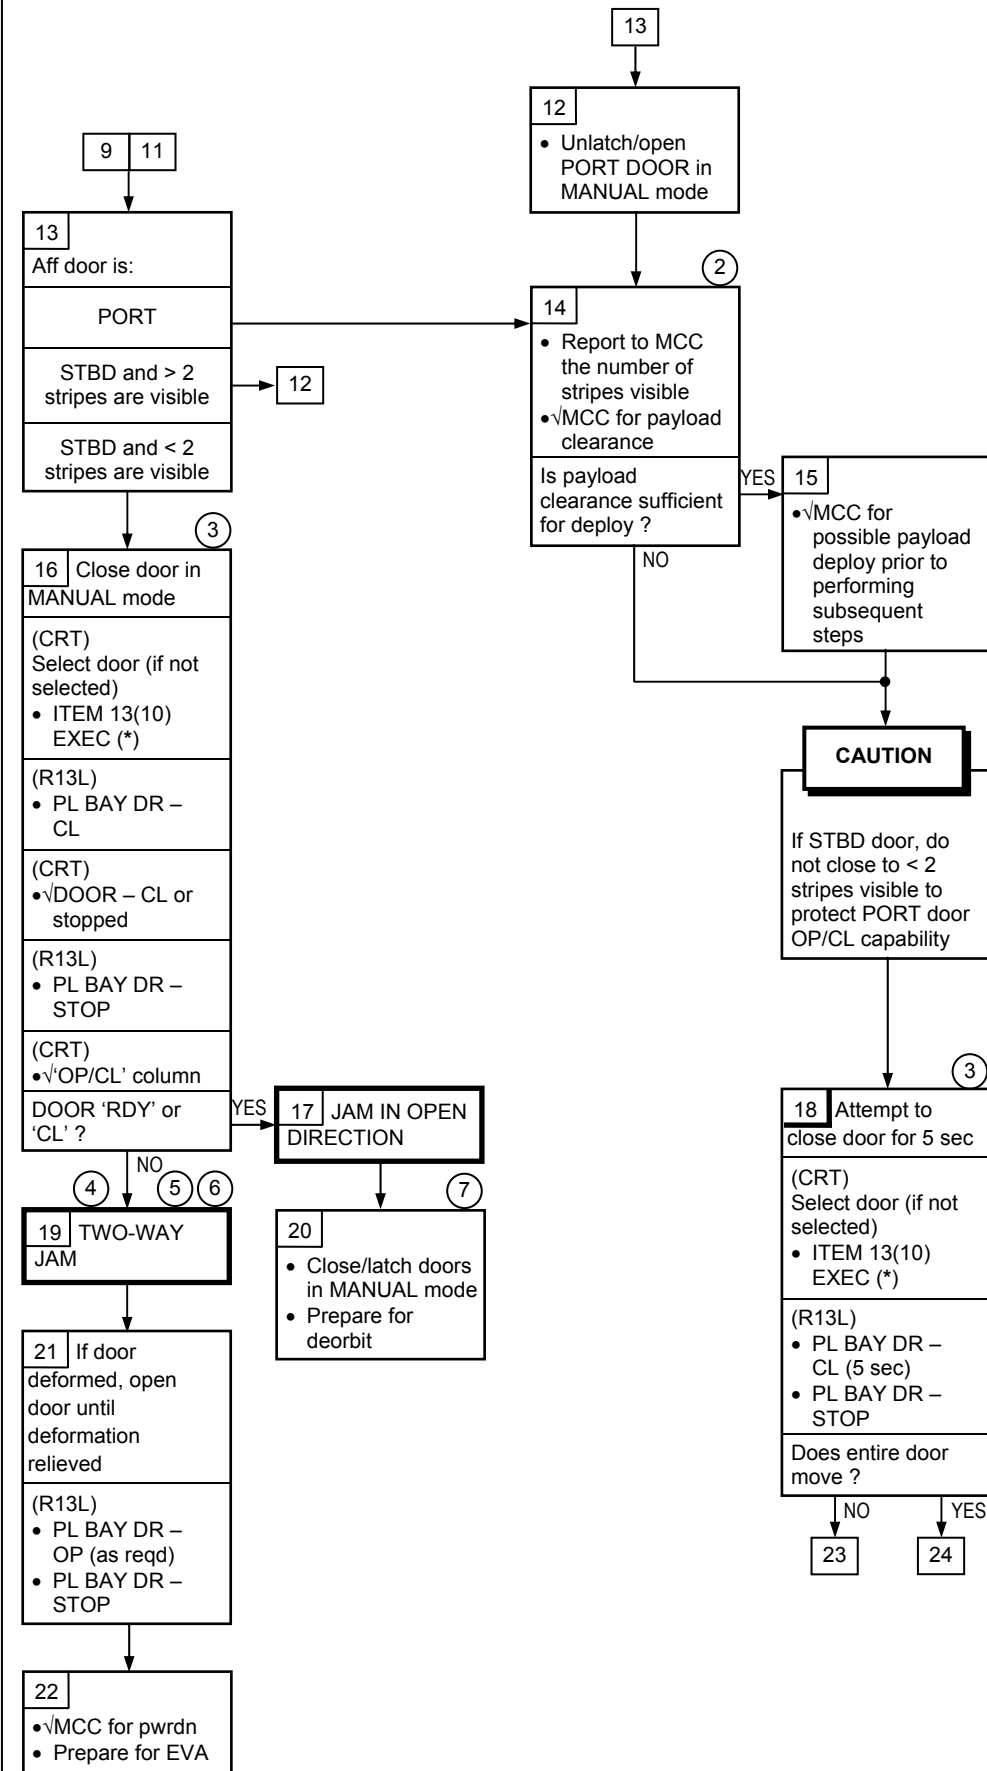 13
12
• Unlatch/open
PORT DOOR in
MANUAL mode
9 11
13
Aff door is:
PORT
STBD and > 2
stripes are visible
12
STBD and < 2
stripes are visible
2
14
• Report to MCC
the number of
stripes visible
•√MCC for payload
clearance
Is payload
clearance sufficient
for deploy ?
YES
NO
15
•√MCC for
possible payload
deploy prior to
performing
subsequent
steps
CAUTION
If STBD door, do
not close to < 2
stripes visible to
protect PORT door
OP/CL capability
3
16 Close door in
MANUAL mode
(CRT)
Select door (if not
selected)
• ITEM 13(10)
EXEC (*)
(R13L)
• PL BAY DR –
CL
(CRT)
•√DOOR – CL or
stopped
(R13L)
• PL BAY DR –
STOP
(CRT)
•√'OP/CL' column
DOOR 'RDY' or
'CL' ?
YES
NO
17 JAM IN OPEN
DIRECTION
7
20
• Close/latch doors
in MANUAL mode
• Prepare for
deorbit
4 5 6
19 TWO-WAY
JAM
21 If door
deformed, open
door until
deformation
relieved
(R13L)
• PL BAY DR –
OP (as reqd)
• PL BAY DR –
STOP
22
•√MCC for pwrdn
• Prepare for EVA
3
18 Attempt to
close door for 5 sec
(CRT)
Select door (if not
selected)
• ITEM 13(10)
EXEC (*)
(R13L)
• PL BAY DR –
CL (5 sec)
• PL BAY DR –
STOP
Does entire door
move ?
NO YES
23 24